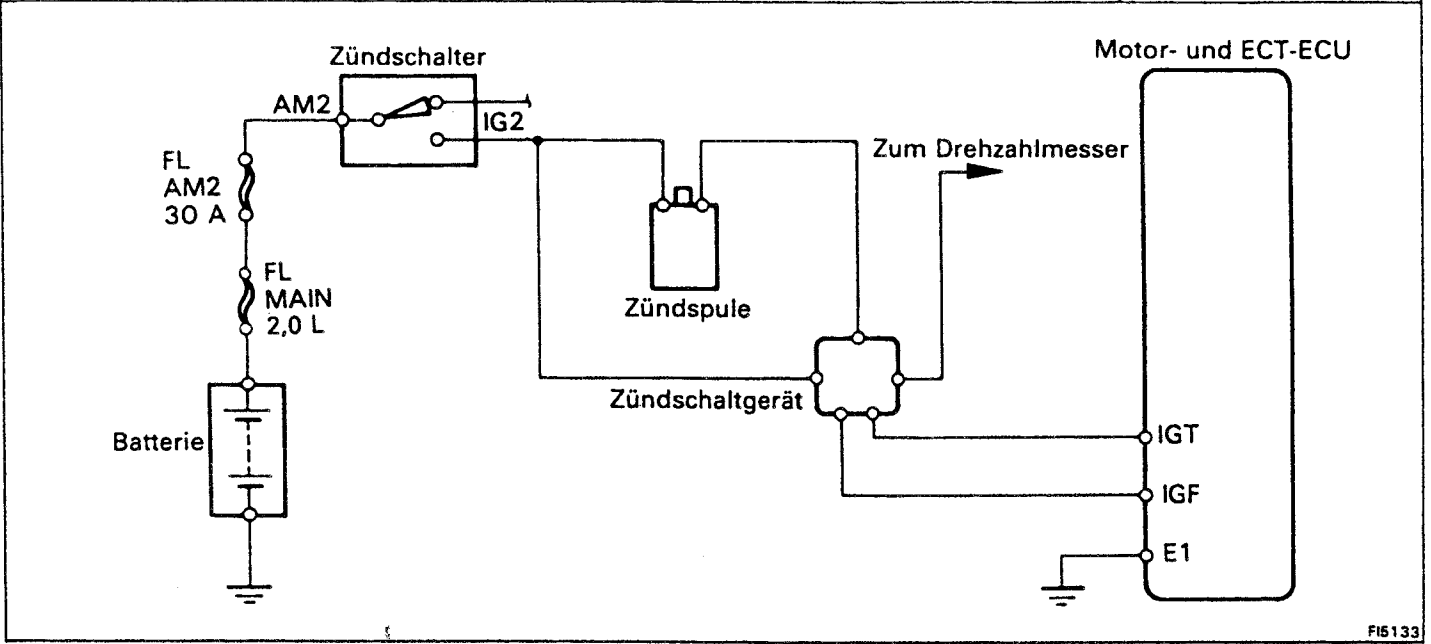 Zündschalter
Motor- und ECT-ECU
AM2
IG2
FL
AM2
30 A
Zum Drehzahlmesser
FL
MAIN
2,0 L
Zündspule
Zündschaltgerät
Batterie
IGT
IGF
E1
FI5133